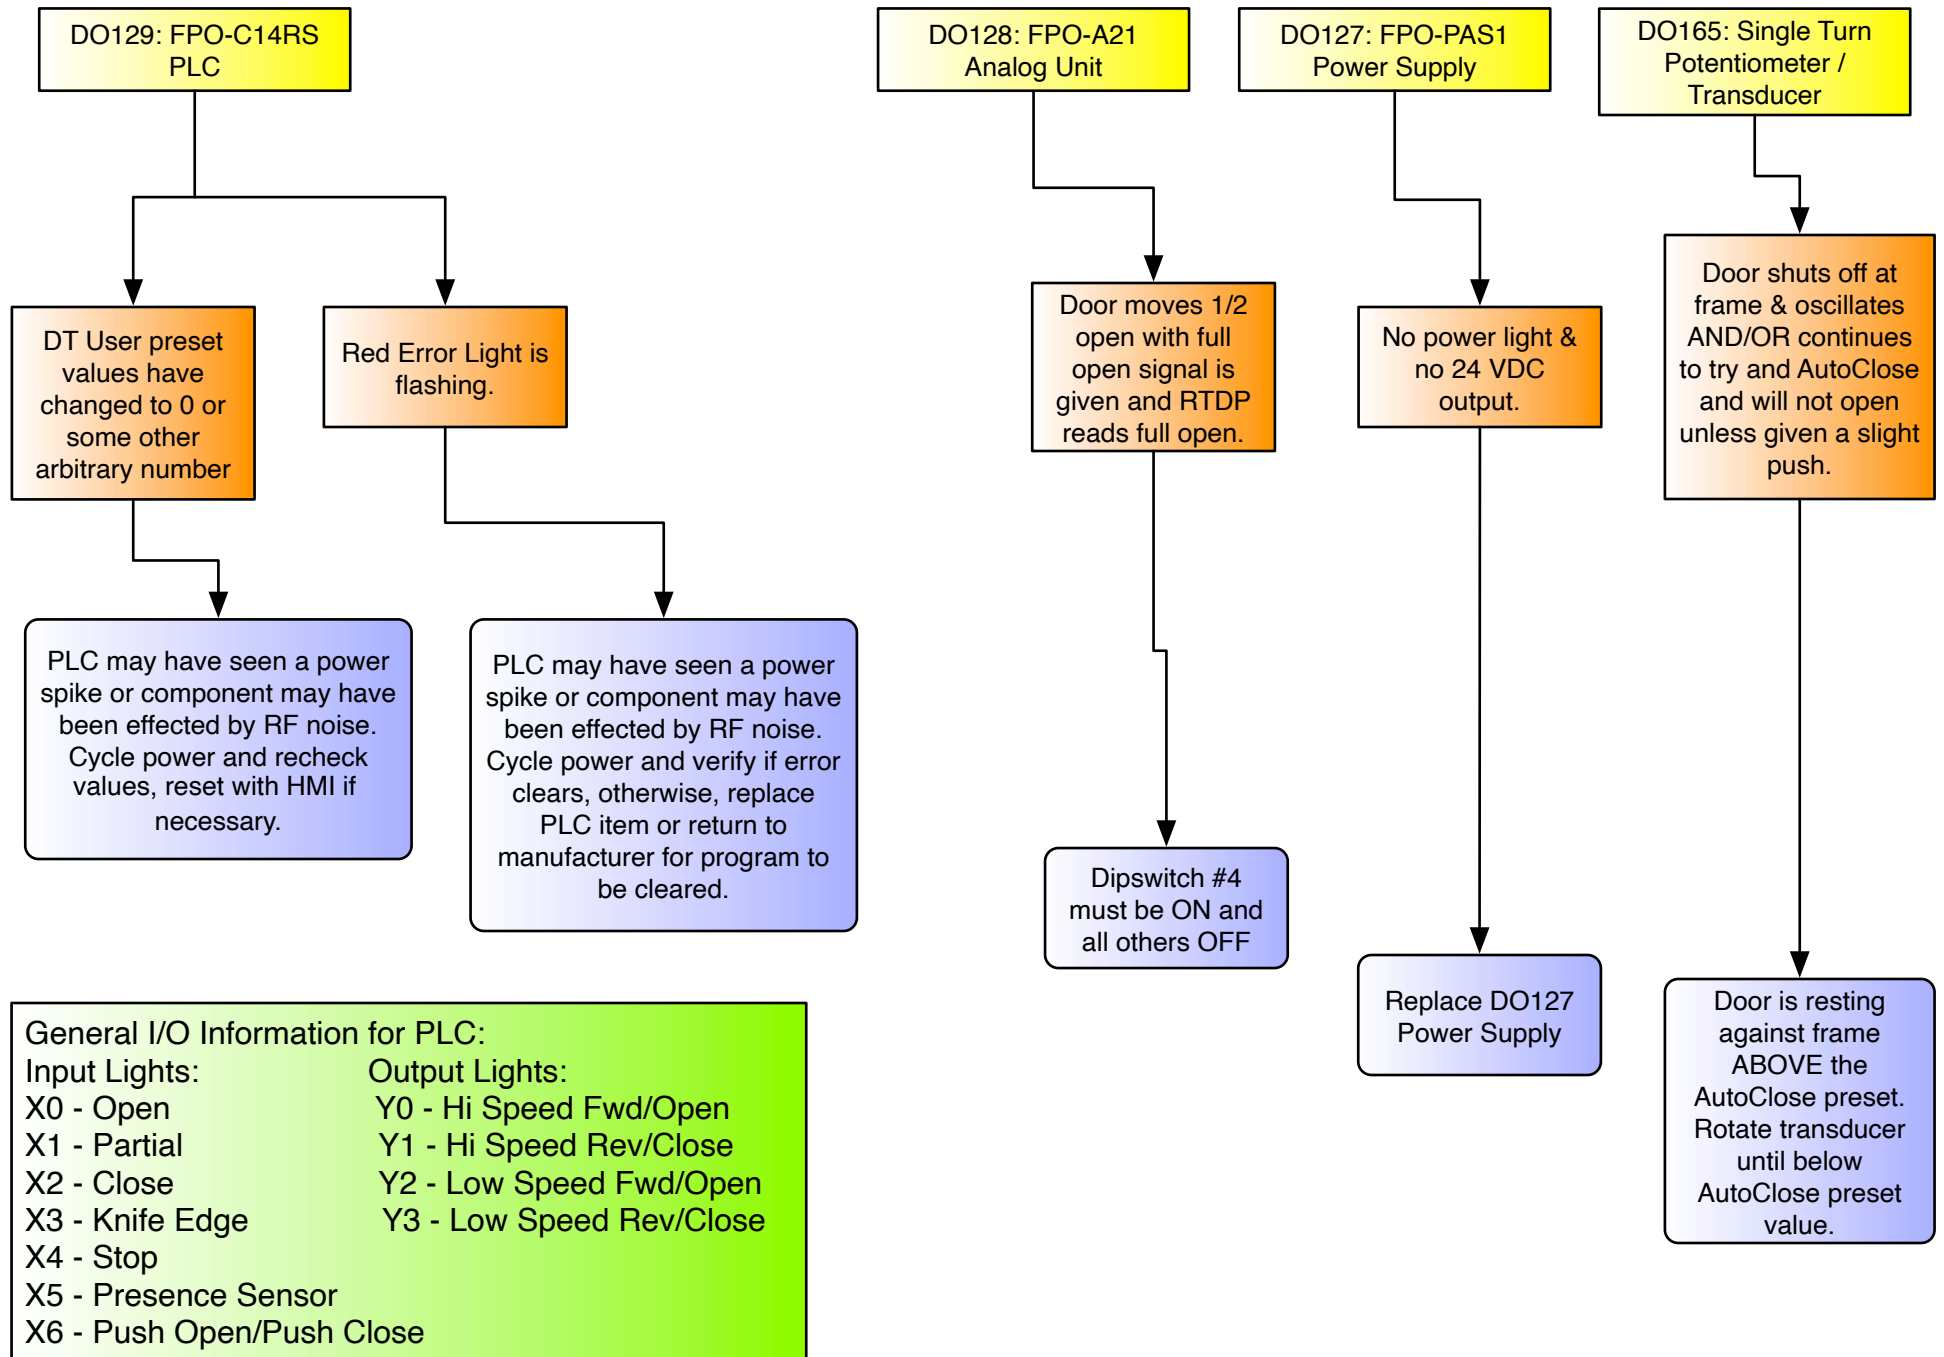 DO129: FPO-C14RS
PLC
DO128: FPO-A21
Analog Unit
DO127: FPO-PAS1
Power Supply
DO165: Single Turn
Potentiometer /
Transducer
DT User preset
values have
changed to 0 or
some other
arbitrary number
Red Error Light is
flashing.
Door moves 1/2
open with full
open signal is
given and RTDP
reads full open.
No power light &
no 24 VDC
output.
Door shuts off at
frame & oscillates
AND/OR continues
to try and AutoClose
and will not open
unless given a slight
push.
PLC may have seen a power
spike or component may have
been effected by RF noise.
Cycle power and recheck
values, reset with HMI if
necessary.
PLC may have seen a power
spike or component may have
been effected by RF noise.
Cycle power and verify if error
clears, otherwise, replace
PLC item or return to
manufacturer for program to
be cleared.
Dipswitch #4
must be ON and
all others OFF
Replace DO127
Power Supply
Door is resting
against frame
ABOVE the
AutoClose preset.
Rotate transducer
until below
AutoClose preset
value.
General I/O Information for PLC:
Input Lights: Output Lights:
X0 - Open Y0 - Hi Speed Fwd/Open
X1 - Partial Y1 - Hi Speed Rev/Close
X2 - Close Y2 - Low Speed Fwd/Open
X3 - Knife Edge Y3 - Low Speed Rev/Close
X4 - Stop
X5 - Presence Sensor
X6 - Push Open/Push Close